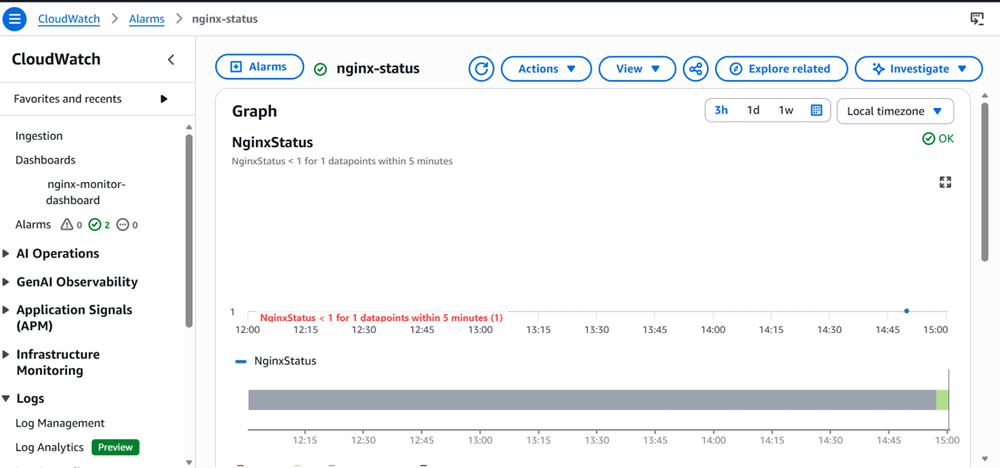 CloudWatch > Alarms > nginx-status
CloudWatch
Favorites and recents
Ingestion
Dashboards
nginx-monitor-
dashboard
Alarms 0 2 0
AI Operations
GenAI Observability
Application Signals
(APM)
Infrastructure
Monitoring
Logs
Log Management
Log Analytics Preview
Alarms nginx-status Actions View Explore related Investigate
Graph 3h 1d 1w Local timezone
NginxStatus OK
NginxStatus < 1 for 1 datapoints within 5 minutes
1
NginxStatus < 1 for 1 datapoints within 5 minutes (1)
12:00 12:15 12:30 12:45 13:00 13:15 13:30 13:45 14:00 14:15 14:30 14:45 15:00
NginxStatus
12:15 12:30 12:45 13:00 13:15 13:30 13:45 14:00 14:15 14:30 14:45 15:00